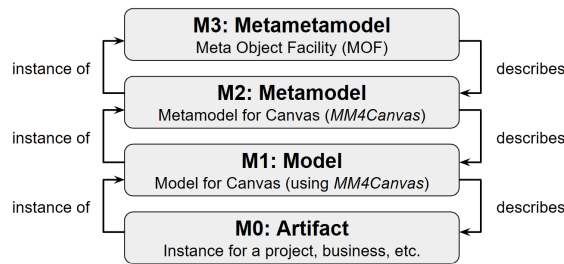 M3: Metametamodel
Meta Object Facility (MOF)
instance of
describes
M2: Metamodel
Metamodel for Canvas (MM4Canvas)
instance of
describes
M1: Model
Model for Canvas (using MM4Canvas)
instance of
describes
M0: Artifact
Instance for a project, business, etc.